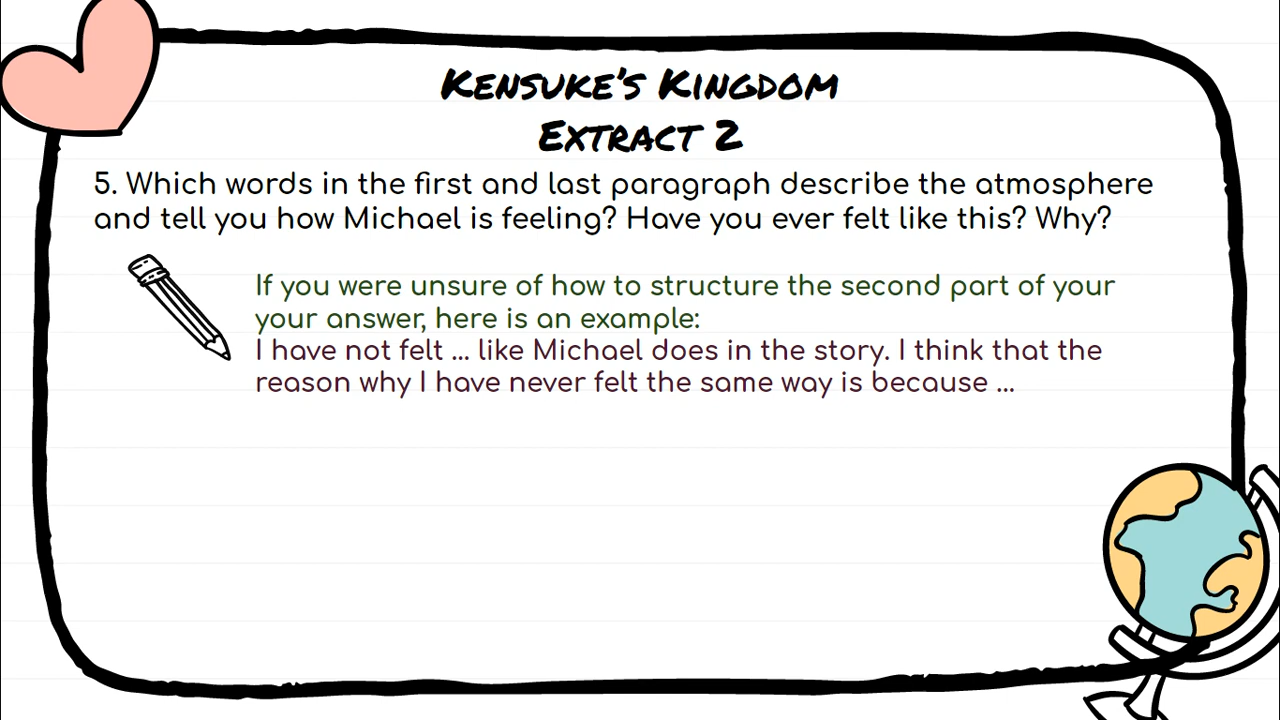 Kensuke's Kingdom
Extract 2
5. Which words in the first and last paragraph describe the atmosphere
and tell you how Michael is feeling? Have you ever felt like this? Why?
If you were unsure of how to structure the second part of your
your answer, here is an example:
I have not felt ... like Michael does in the story. I think that the
reason why I have never felt the same way is because ...